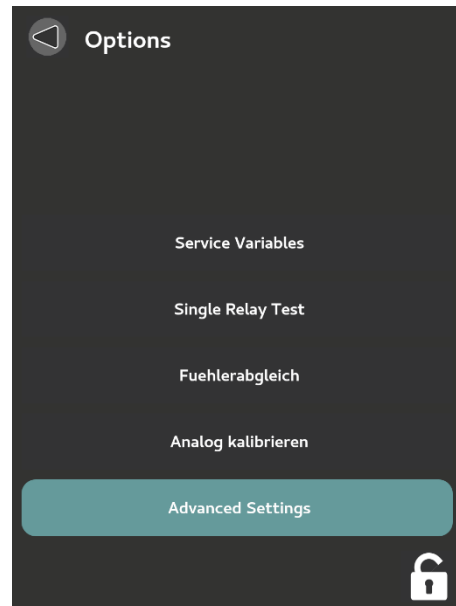 Options
Service Variables
Single Relay Test
Fuehlerabgleich
Analog kalibrieren
Advanced Settings